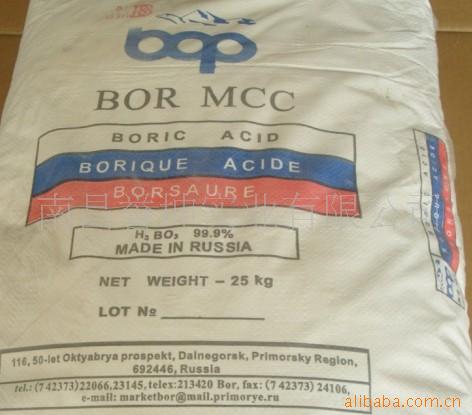 бор
BOR MCC
BORIC ACID
BORIQUE ACIDE
BORSAURE
H₃BO₃ 99.9%
MADE IN RUSSIA
NET WEIGHT – 25 kg
LOT №
116, 50-let Oktyabrya prospekt, Dalnegorsk, Primorsky Region,
692446, Russia
tel.: (7 42373)22066,23145, telex:213420 Bor, fax: (7 42373) 24106,
e-mail: marketbor@mail.primorye.ru
alibaba.com.cn